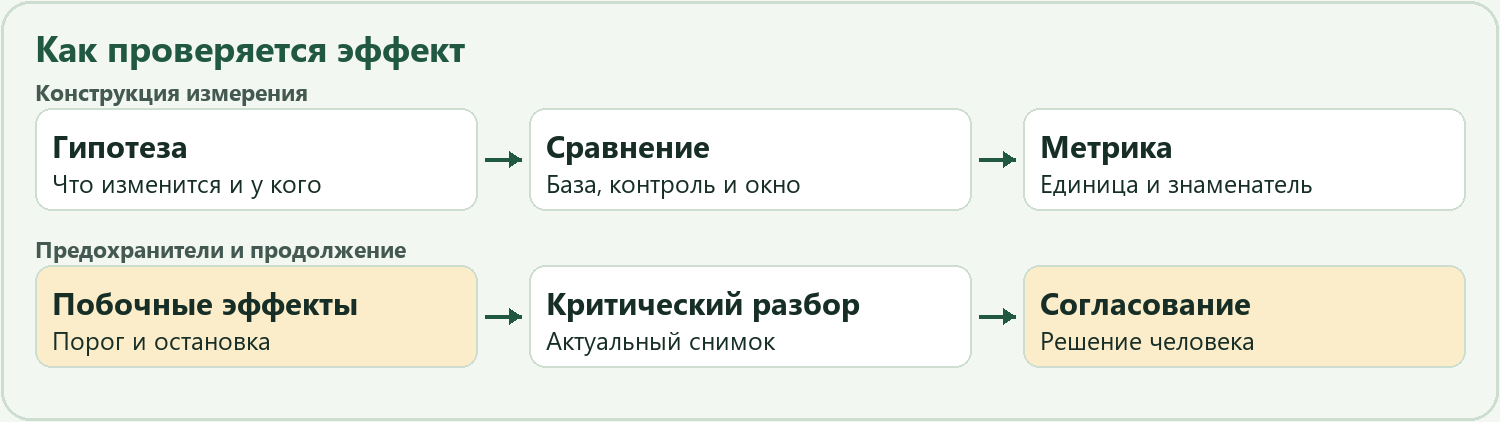 Как проверяется эффект
Конструкция измерения
Гипотеза
Что изменится и у кого
Сравнение
База, контроль и окно
Метрика
Единица и знаменатель
Предохранители и продолжение
Побочные эффекты
Порог и остановка
Критический разбор
Актуальный снимок
Согласование
Решение человека